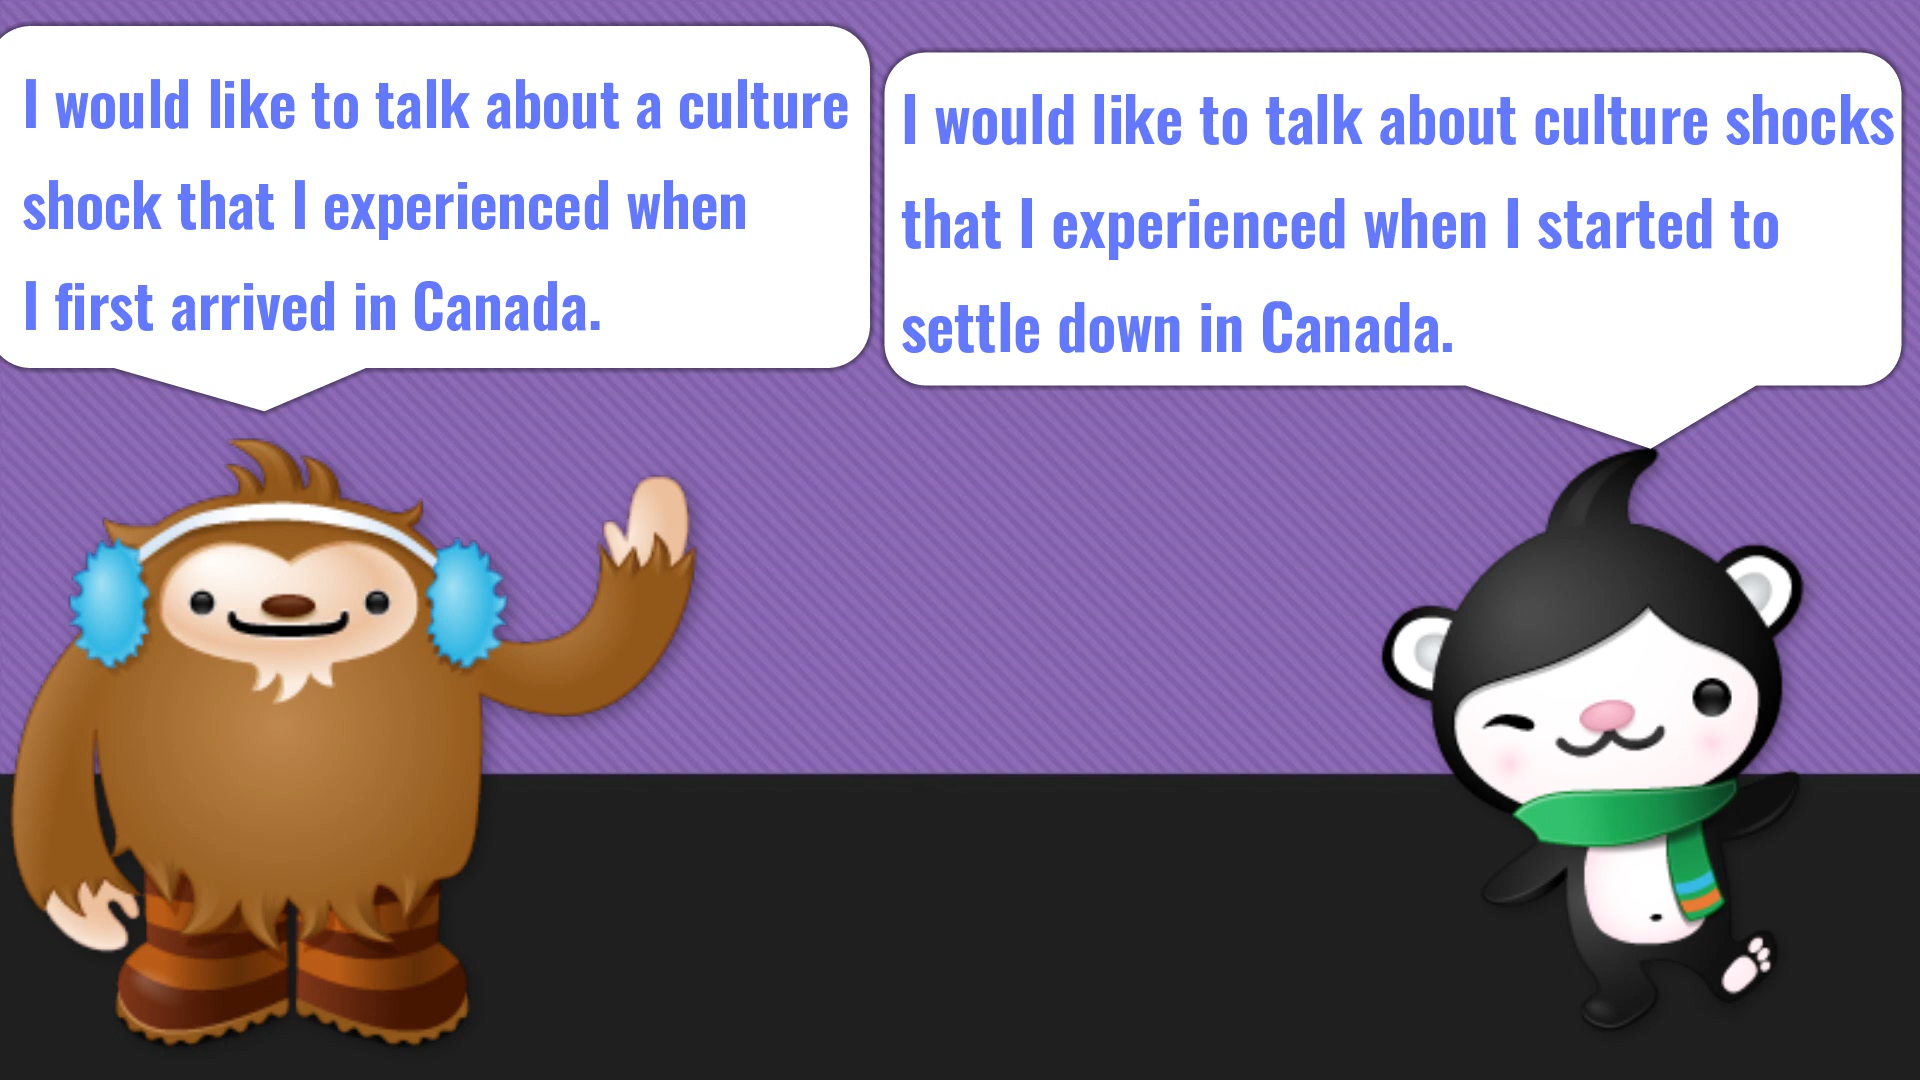 I would like to talk about a culture
shock that I experienced when
I first arrived in Canada.
I would like to talk about culture shocks
that I experienced when I started to
settle down in Canada.